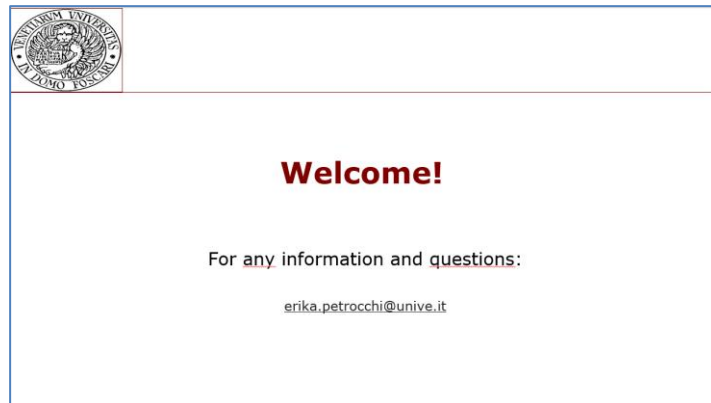 VENETIARVM VNIVERSITAS
IN DOMO FOSCARI
Welcome!
For any information and questions:
erika.petrocchi@unive.it